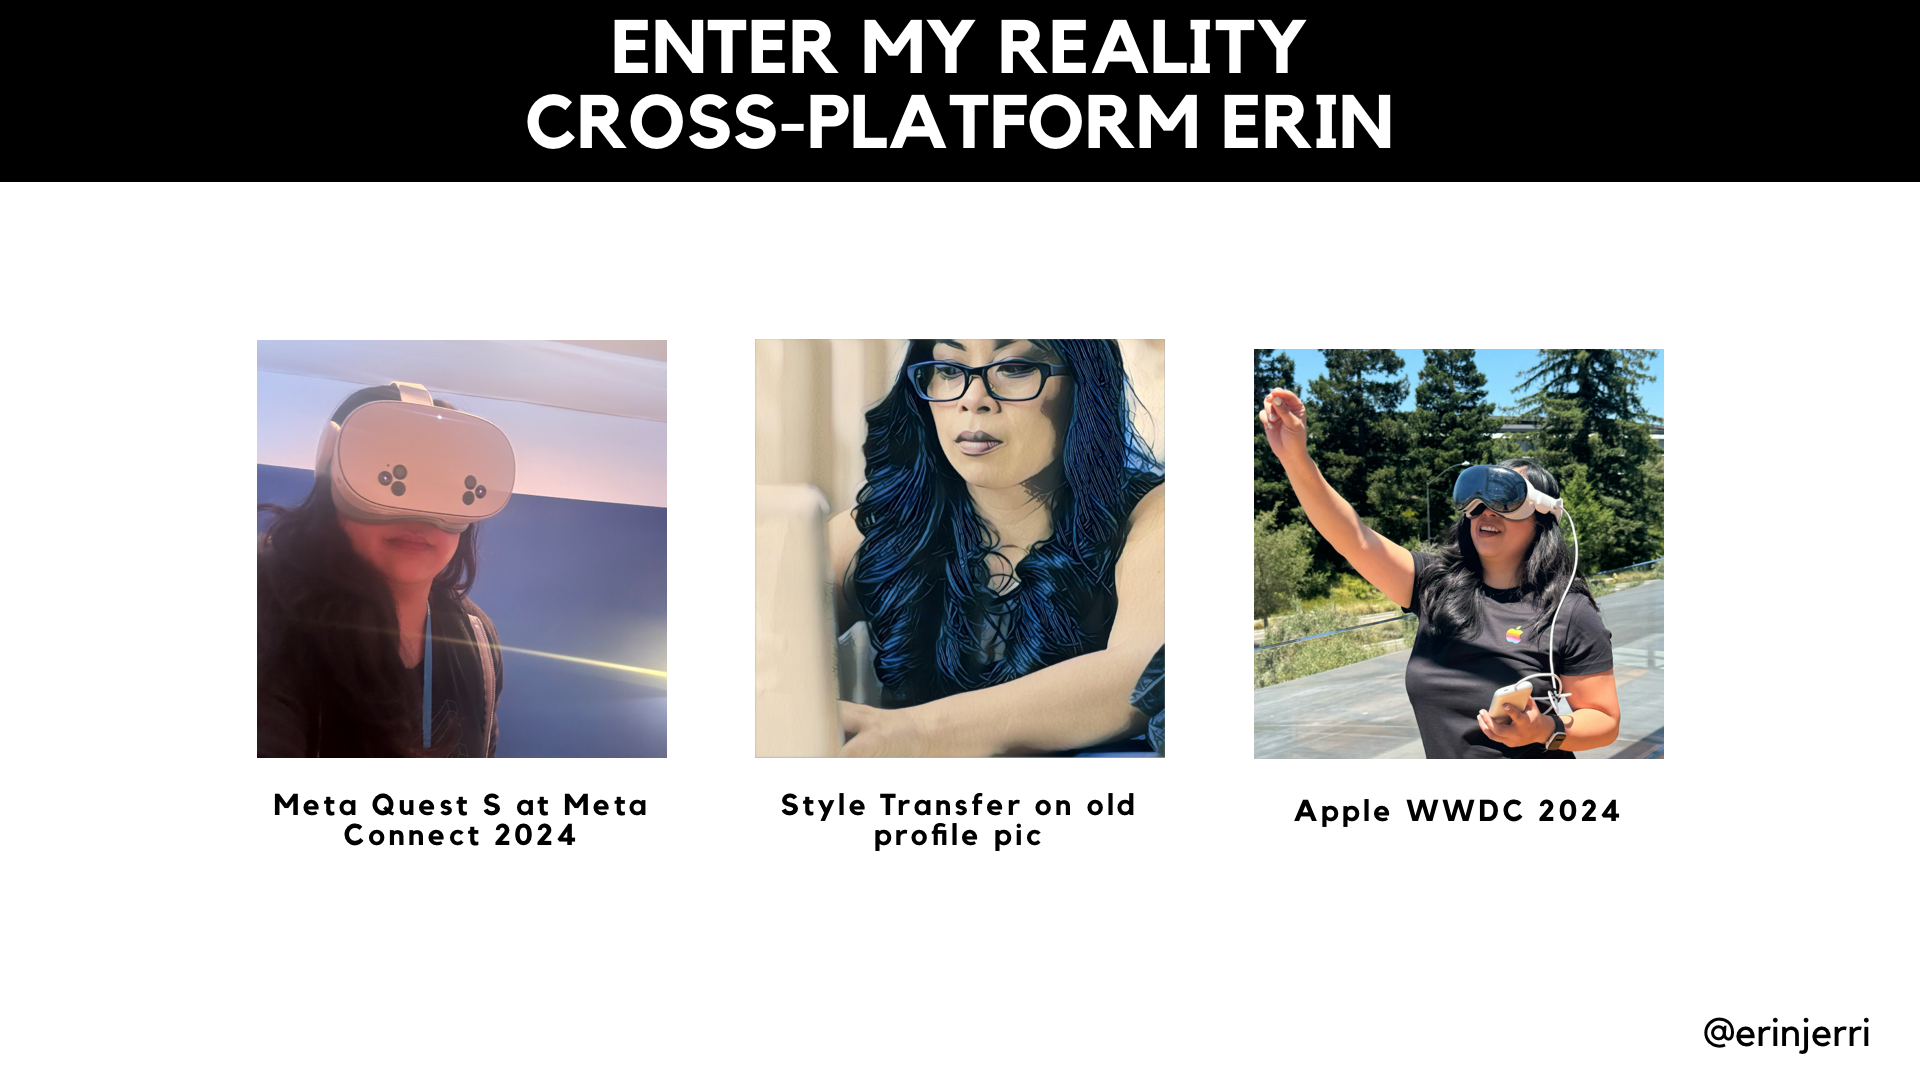 ENTER MY REALITY
CROSS-PLATFORM ERIN
Meta Quest S at Meta
Connect 2024
Style Transfer on old
profile pic
Apple WWDC 2024
@erinjerri